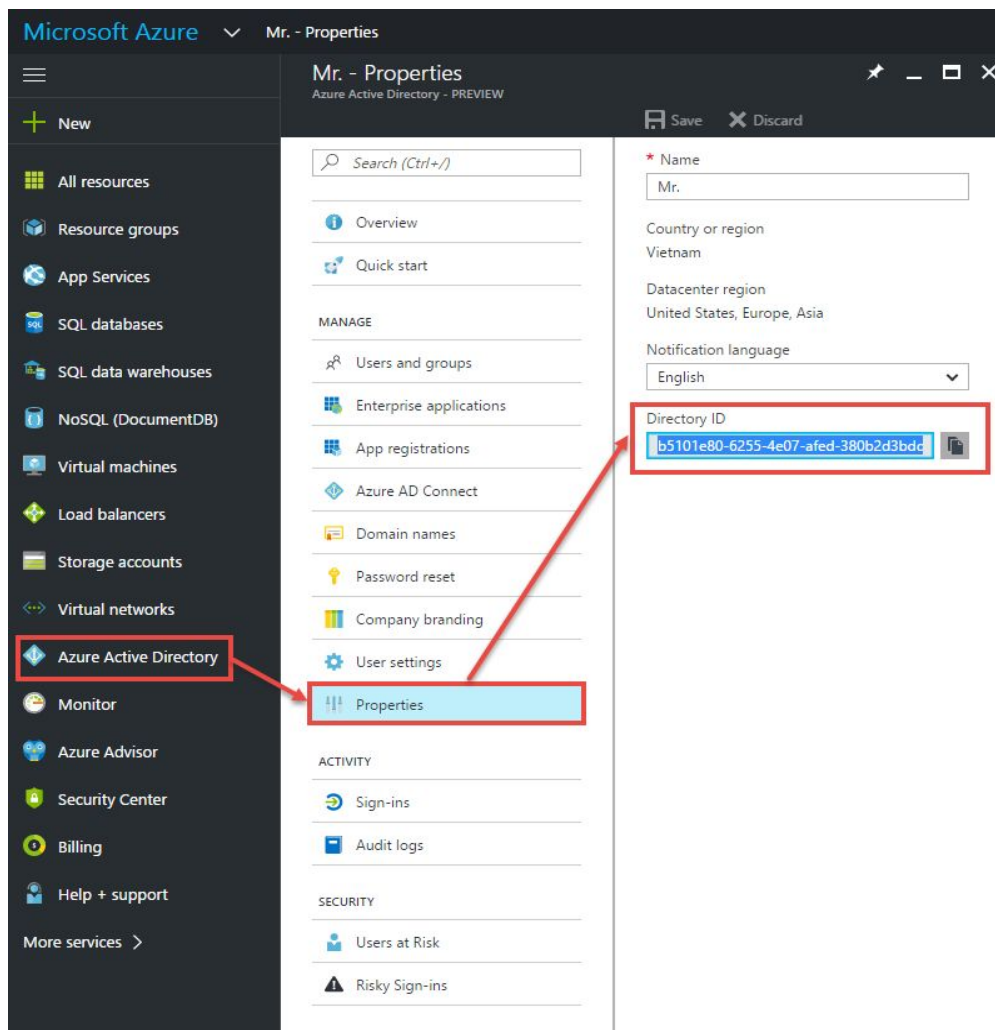 Microsoft Azure
Mr. - Properties
Mr. - Properties
Azure Active Directory - PREVIEW
Save
Discard
New
All resources
Resource groups
App Services
SQL databases
SQL data warehouses
NoSQL (DocumentDB)
Virtual machines
Load balancers
Storage accounts
Virtual networks
Azure Active Directory
Monitor
Azure Advisor
Security Center
Billing
Help + support
More services
Search (Ctrl+/)
Overview
Quick start
MANAGE
Users and groups
Enterprise applications
App registrations
Azure AD Connect
Domain names
Password reset
Company branding
User settings
Properties
ACTIVITY
Sign-ins
Audit logs
SECURITY
Users at Risk
Risky Sign-ins
* Name
Mr.
Country or region
Vietnam
Datacenter region
United States, Europe, Asia
Notification language
English
Directory ID
b5101e80-6255-4e07-afed-380b2d3bdc